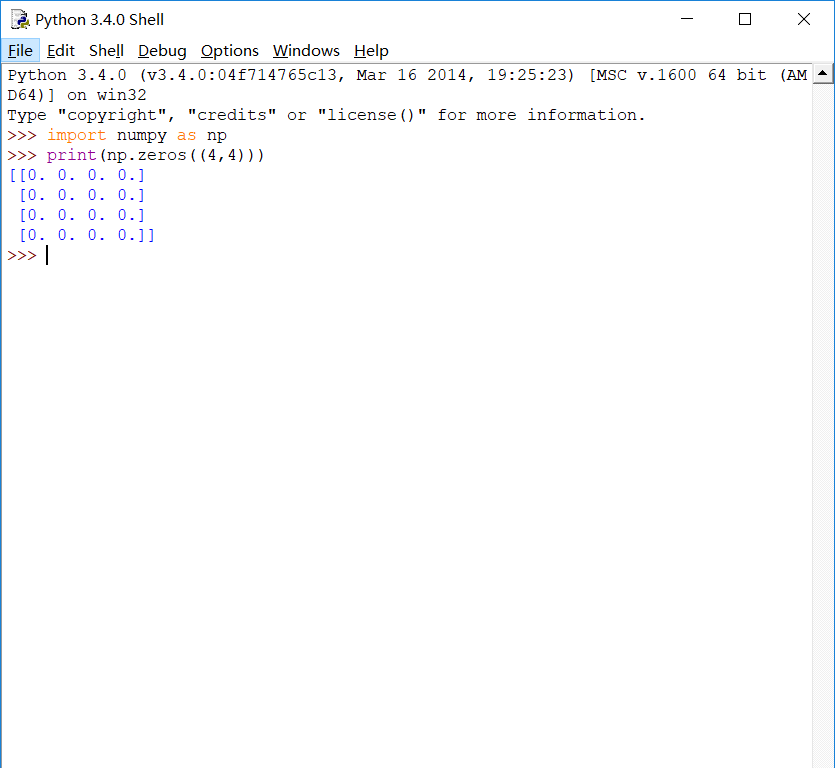 Python 3.4.0 Shell
File Edit Shell Debug Options Windows Help
Python 3.4.0 (v3.4.0:04f714765c13, Mar 16 2014, 19:25:23) [MSC v.1600 64 bit (AM
D64)] on win32
Type "copyright", "credits" or "license()" for more information.
>>> import numpy as np
>>> print(np.zeros((4,4)))
[[0. 0. 0. 0.]
 [0. 0. 0. 0.]
 [0. 0. 0. 0.]
 [0. 0. 0. 0.]]
>>>